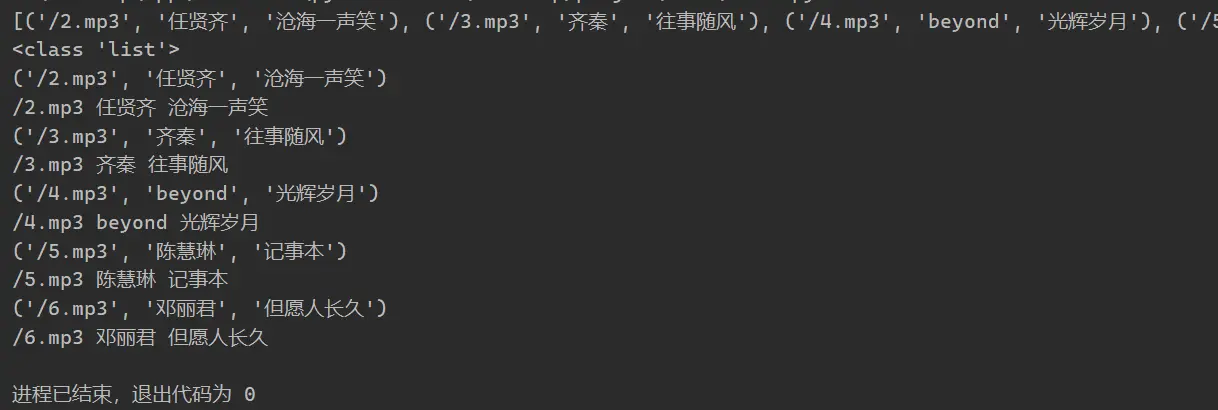 [('/2.mp3', '任贤齐', '沧海一声笑'), ('/3.mp3', '齐秦', '往事随风'), ('/4.mp3', 'beyond', '光辉岁月'), ('/5
<class 'list'>
('/2.mp3', '任贤齐', '沧海一声笑')
/2.mp3 任贤齐 沧海一声笑
('/3.mp3', '齐秦', '往事随风')
/3.mp3 齐秦 往事随风
('/4.mp3', 'beyond', '光辉岁月')
/4.mp3 beyond 光辉岁月
('/5.mp3', '陈慧琳', '记事本')
/5.mp3 陈慧琳 记事本
('/6.mp3', '邓丽君', '但愿人长久')
/6.mp3 邓丽君 但愿人长久
进程已结束，退出代码为 0